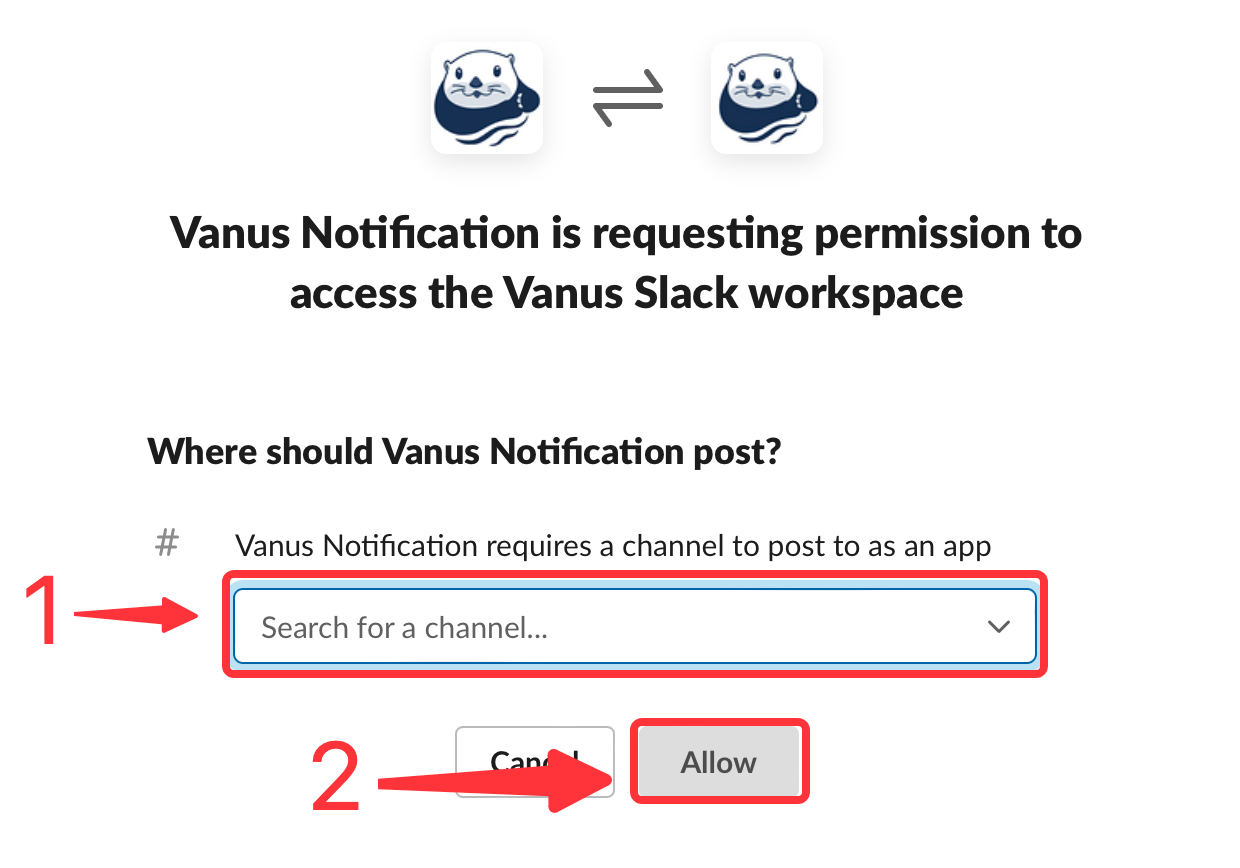 Vanus Notification is requesting permission to
access the Vanus Slack workspace
Where should Vanus Notification post?
# Vanus Notification requires a channel to post to as an app
1
Search for a channel...
2
Cancel
Allow